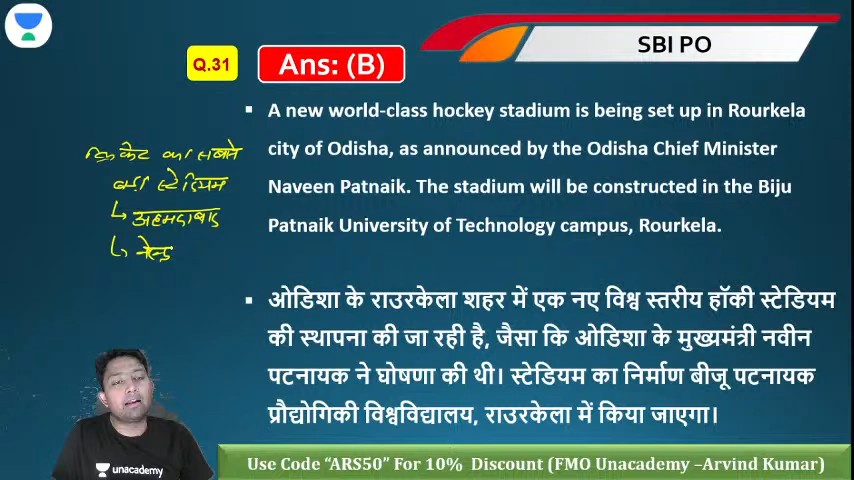 SBI PO
Q.31
Ans: (B)
▪ A new world-class hockey stadium is being set up in Rourkela
city of Odisha, as announced by the Odisha Chief Minister
Naveen Patnaik. The stadium will be constructed in the Biju
Patnaik University of Technology campus, Rourkela.
क्रिकेट का सबसे
बड़ा स्टेडियम
अहमदाबाद
▪ ओडिशा के राउरकेला शहर में एक नए विश्व स्तरीय हॉकी स्टेडियम
की स्थापना की जा रही है, जैसा कि ओडिशा के मुख्यमंत्री नवीन
पटनायक ने घोषणा की थी। स्टेडियम का निर्माण बीजू पटनायक
प्रौद्योगिकी विश्वविद्यालय, राउरकेला में किया जाएगा।
unacademy
Use Code “ARS50” For 10% Discount (FMO Unacademy –Arvind Kumar)